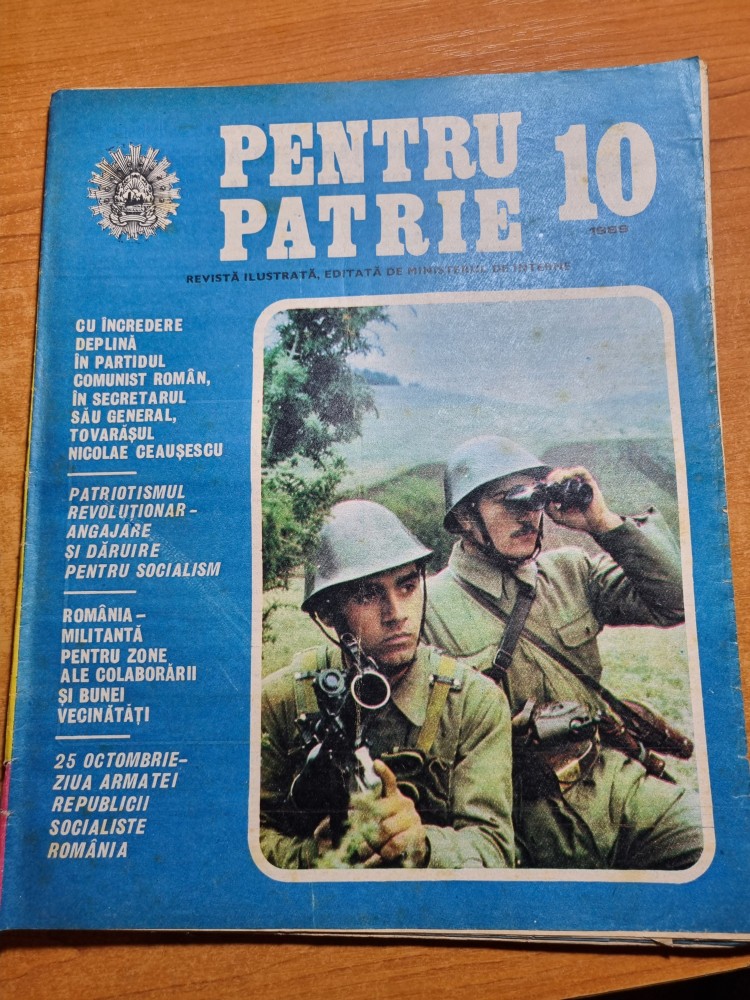 PENTRU
PATRIE
10
REVISTĂ ILUSTRATĂ, EDITATĂ DE MINISTERUL DE INTERNE
CU ÎNCREDERE
DEPLINĂ
ÎN PARTIDUL
COMUNIST ROMÂN,
ÎN SECRETARUL
SĂU GENERAL,
TOVARĂȘUL
NICOLAE CEAUȘESCU
PATRIOTISMUL
REVOLUȚIONAR –
ANGAJARE
ȘI DĂRUIRE
PENTRU SOCIALISM
ROMÂNIA –
MILITANTĂ
PENTRU ZONE
ALE COLABORĂRII
ȘI BUNEI
VECINĂTĂȚI
25 OCTOMBRIE–
ZIUA ARMATEI
REPUBLICII
SOCIALISTE
ROMÂNIA